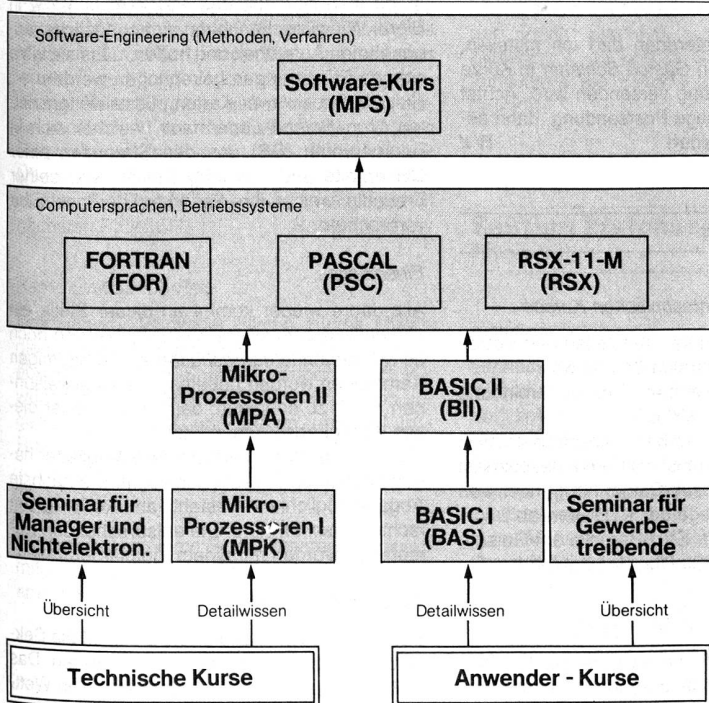 Software-Engineering (Methoden, Verfahren)
Software-Kurs
(MPS)
Computersprachen, Betriebssysteme
FORTRAN
(FOR)
PASCAL
(PSC)
RSX-11-M
(RSX)
Mikro-
Prozessoren II
(MPA)
BASIC II
(BII)
Seminar für
Manager und
Nichtelektron.
Mikro-
Prozessoren I
(MPK)
BASIC I
(BAS)
Seminar für
Gewerbe-
treibende
Übersicht
Detailwissen
Detailwissen
Übersicht
Technische Kurse
Anwender - Kurse